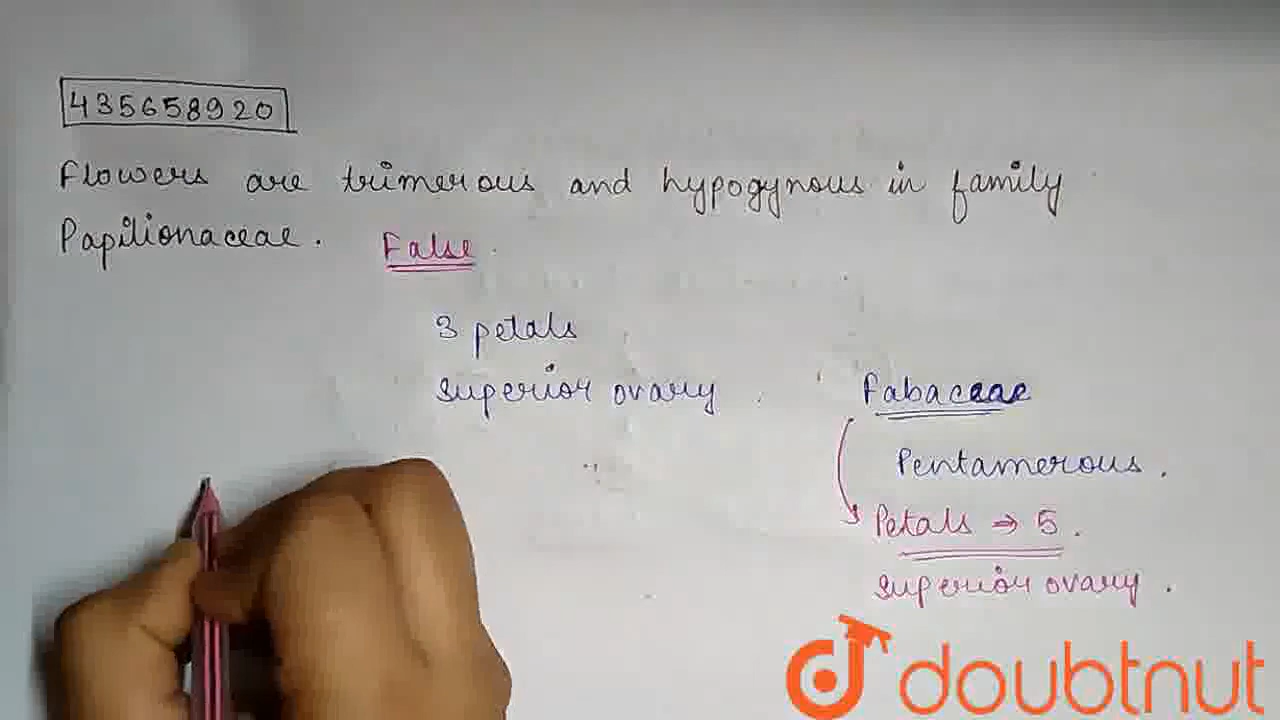 435658920
Flowers are trimerous and hypogynous in family
Papilionaceae. False.
3 petals
superior ovary.
Fabaceae
Pentamerous.
Petals → 5.
superior ovary.
doubtnut